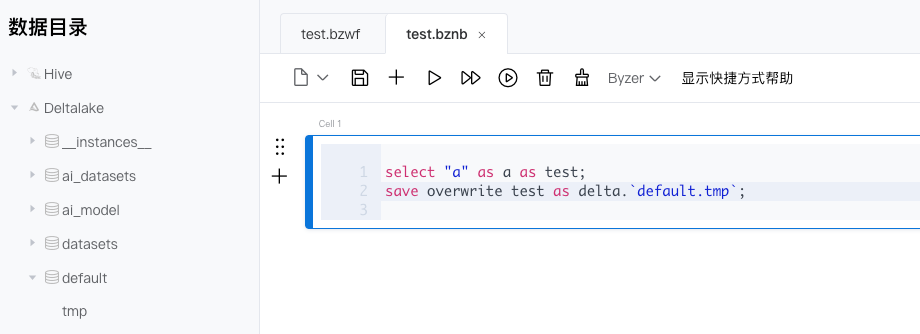 数据目录
Hive
Deltalake
__instances__
ai_datasets
ai_model
datasets
default
tmp
test.bzwf
test.bznb ×
Byzer
显示快捷方式帮助
Cell 1
1 select "a" as a as test;
2 save overwrite test as delta.`default.tmp`;
3